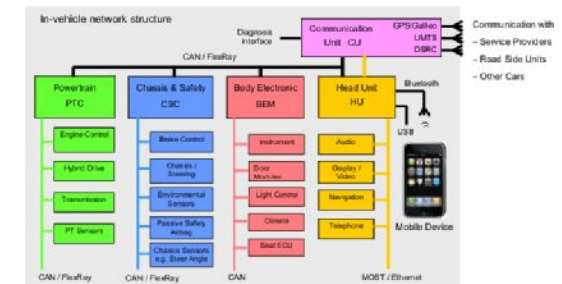 In-vehicle network structure
Communication
Unit CU
GPS/Galileo
UMTS
DSRC
Communication with
– Service Providers
– Road Side Units
– Other Cars
Diagnosis
interface
CAN / FlexRay
Powertrain
PTC
Chassis & Safety
CSC
Body Electronic
BEM
Head Unit
HU
Bluetooth
USB
Engine-Control
Hybrid Drive
Transmission
PT Sensors
Brake Control
Chassis /
Steering
Environmental
Sensors
Passive Safety
Airbag
Chassis Sensors
e.g. Steer Angle
Instrument
Door
Modules
Light Control
Climate
Seat ECU
Audio
Display /
Video
Navigation
Telephone
Mobile Device
CAN / FlexRay
CAN / FlexRay
CAN
MOST / Ethernet